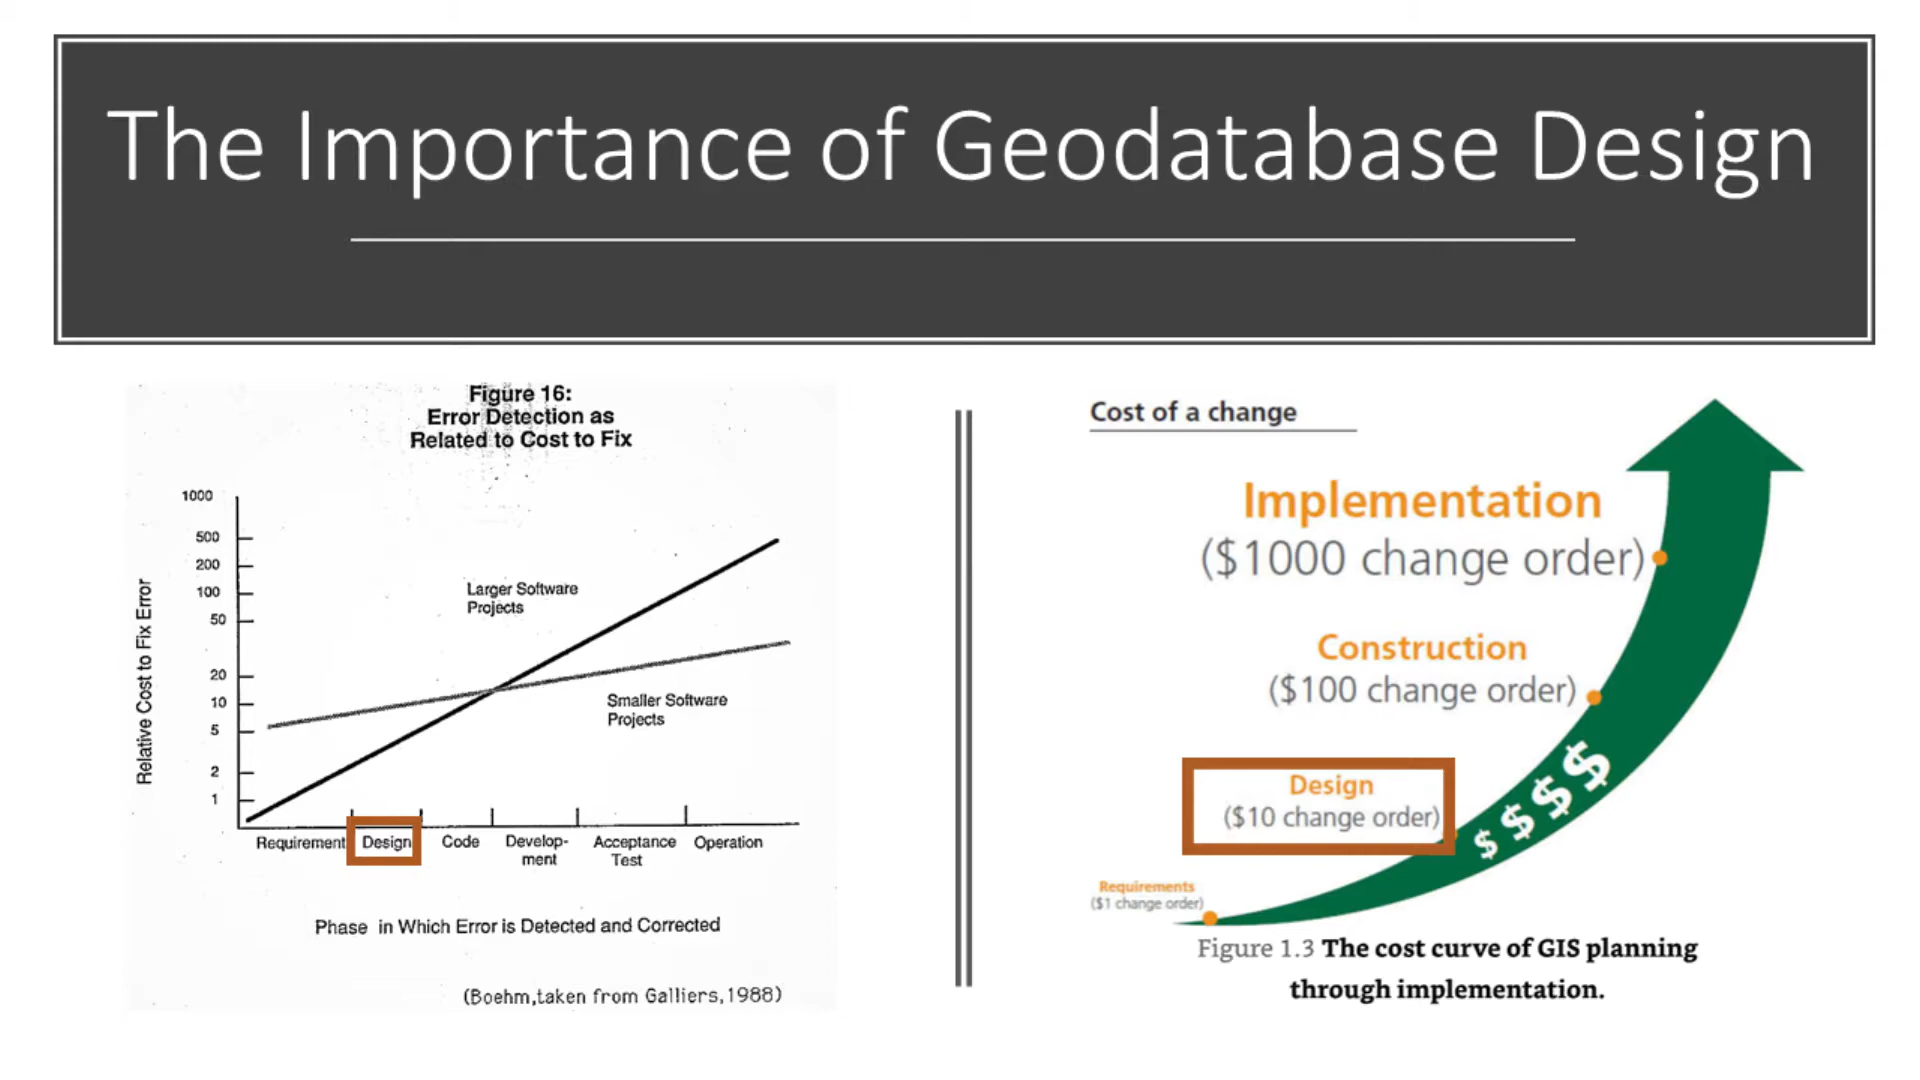 The Importance of Geodatabase Design
Figure 16:
Error Detection as
Related to Cost to Fix
Relative Cost to Fix Error
1000
500
200
100
50
20
10
5
2
1
Larger Software
Projects
Smaller Software
Projects
Requirement Design Code Develop- Acceptance Operation
ment Test
Phase in Which Error is Detected and Corrected
(Boehm,taken from Galliers,1988)
Cost of a change
Implementation
($1000 change order)
Construction
($100 change order)
Design
($10 change order)
$ $ $ $
Requirements
($1 change order)
Figure 1.3 The cost curve of GIS planning
through implementation.